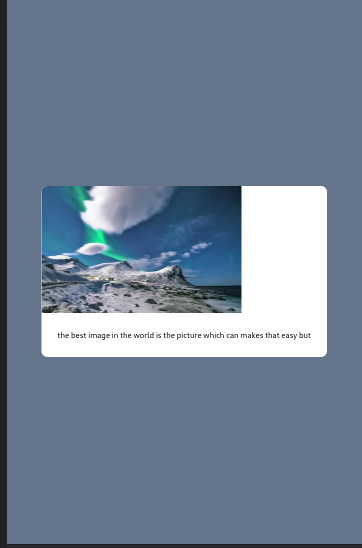 the best image in the world is the picture which can makes that easy but